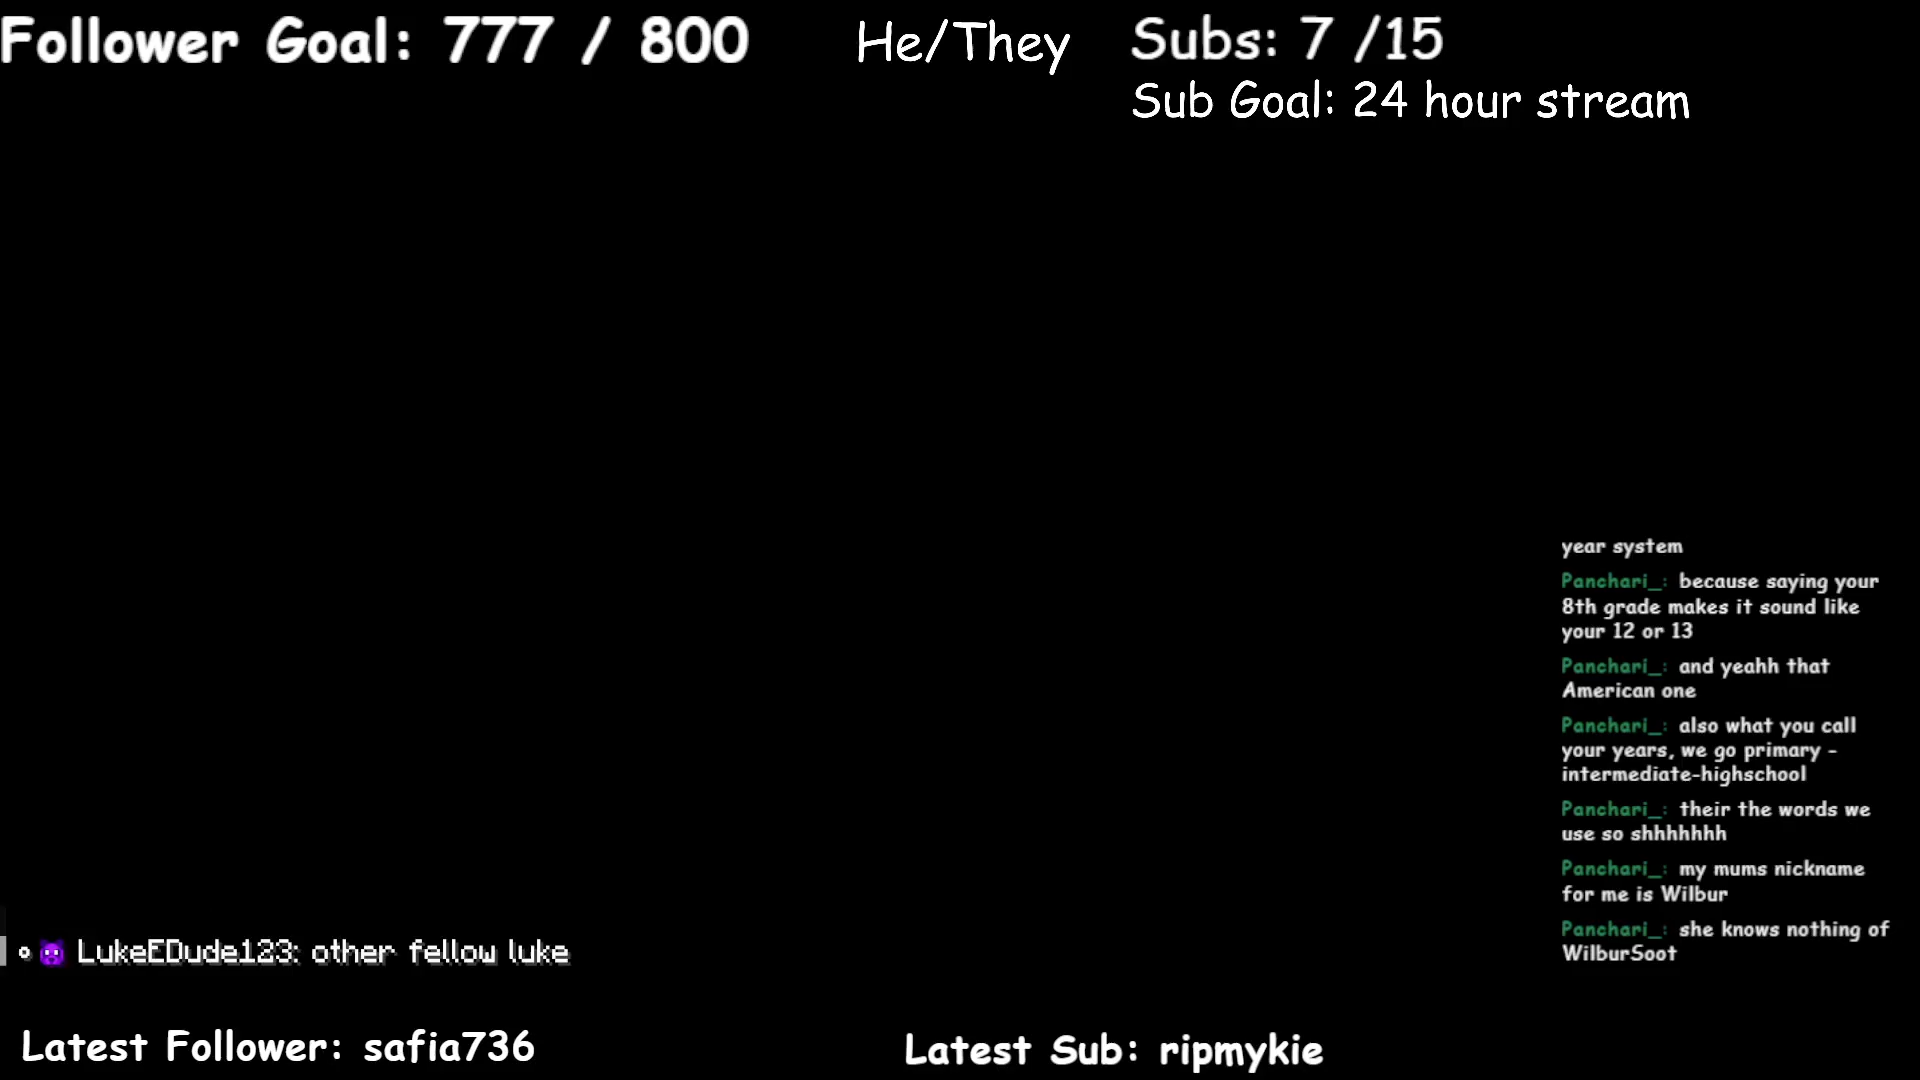 Follower Goal: 777 / 800
He/They
Subs: 7 /15
Sub Goal: 24 hour stream
year system
Panchari_: because saying your
8th grade makes it sound like
your 12 or 13
Panchari_: and yeahh that
American one
Panchari_: also what you call
your years, we go primary -
intermediate-highschool
Panchari_: their the words we
use so shhhhhhh
Panchari_: my mums nickname
for me is Wilbur
Panchari_: she knows nothing of
WilburSoot
LukeEDude123: other fellow luke
Latest Follower: safia736
Latest Sub: ripmykie